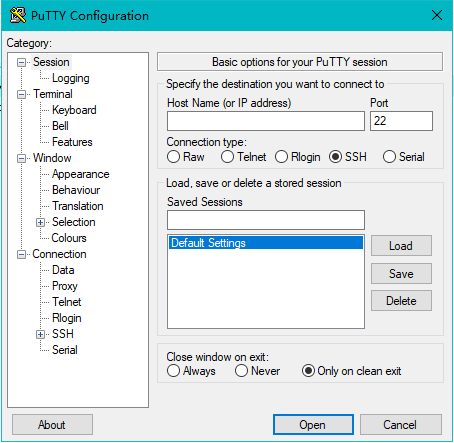 PuTTY Configuration
Category:
Session
Logging
Terminal
Keyboard
Bell
Features
Window
Appearance
Behaviour
Translation
Selection
Colours
Connection
Data
Proxy
Telnet
Rlogin
SSH
Serial
Basic options for your PuTTY session
Specify the destination you want to connect to
Host Name (or IP address) Port
22
Connection type:
Raw Telnet Rlogin SSH Serial
Load, save or delete a stored session
Saved Sessions
Default Settings
Load
Save
Delete
Close window on exit:
Always Never Only on clean exit
About Open Cancel